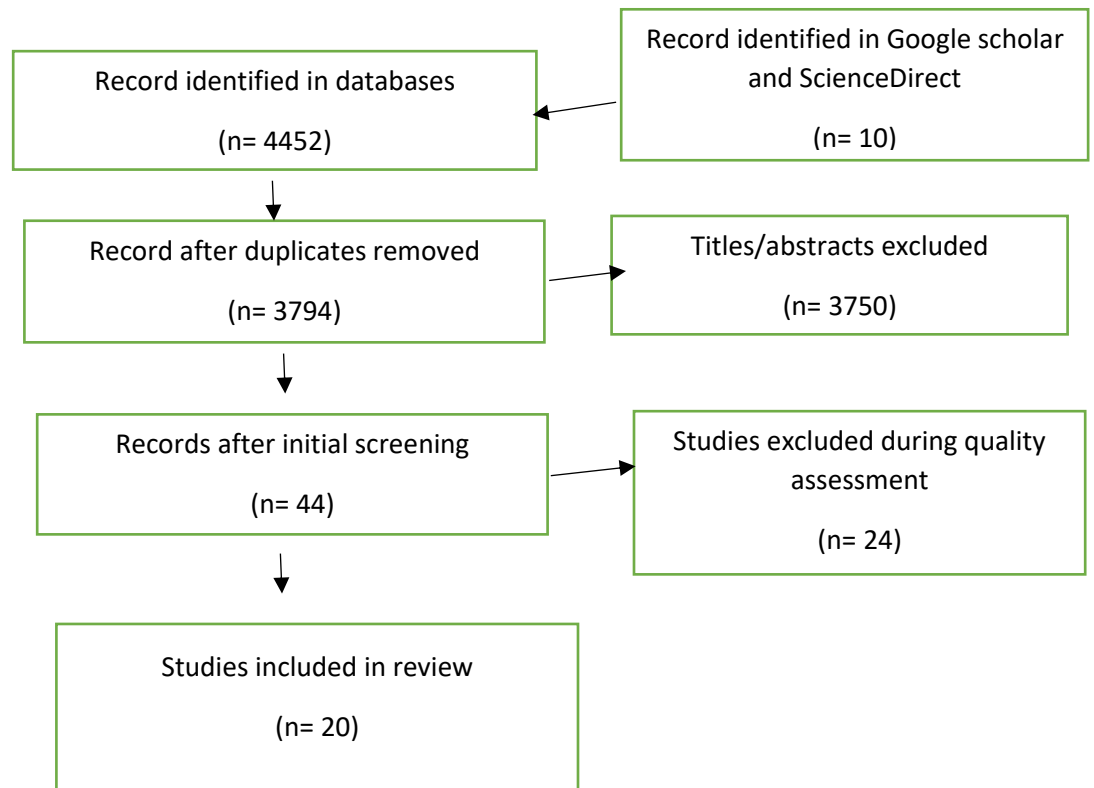 Record identified in databases
(n= 4452)
Record identified in Google scholar
and ScienceDirect
(n= 10)
Record after duplicates removed
(n= 3794)
Titles/abstracts excluded
(n= 3750)
Records after initial screening
(n= 44)
Studies excluded during quality
assessment
(n= 24)
Studies included in review
(n= 20)